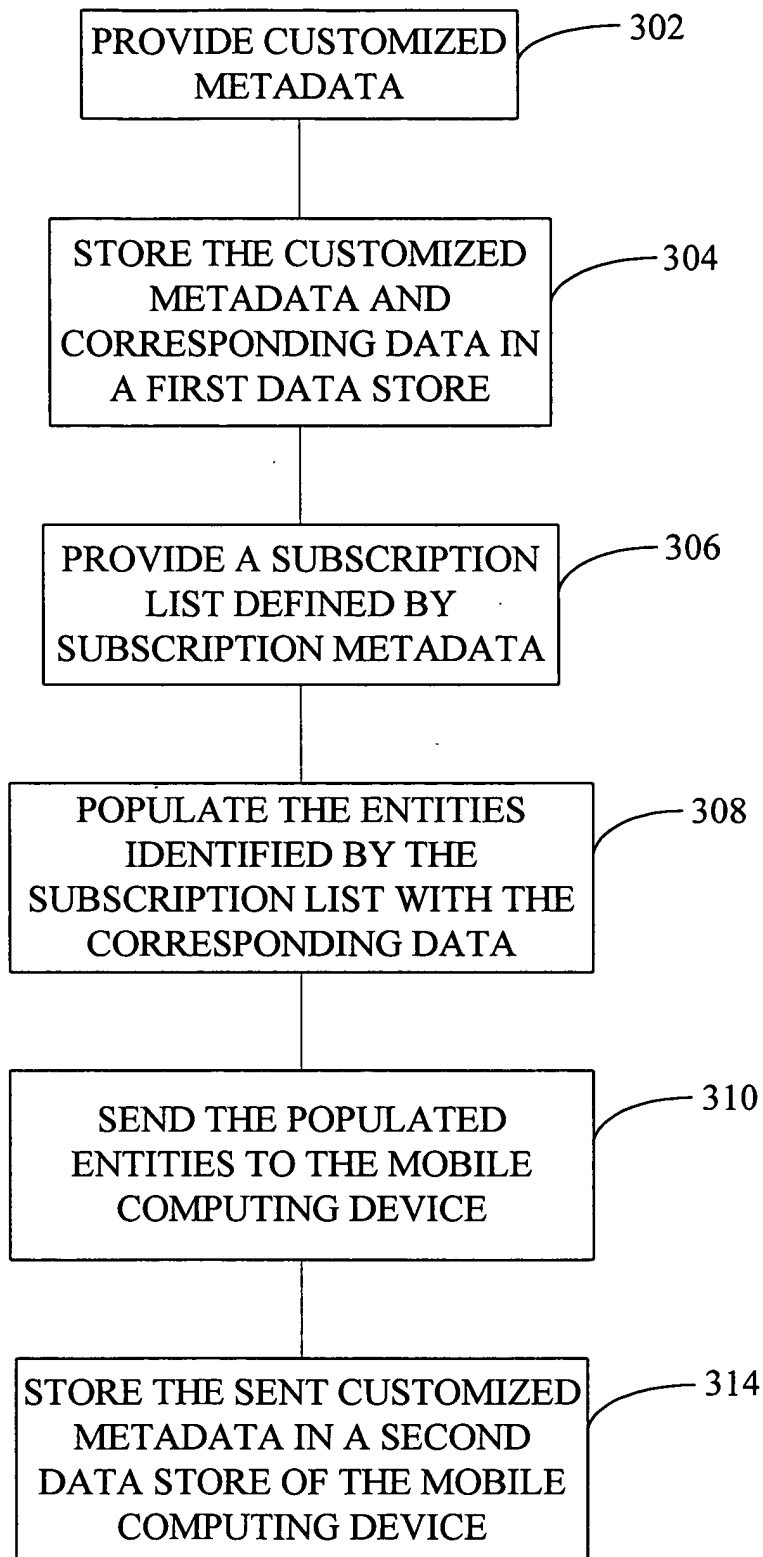 PROVIDE CUSTOMIZED
METADATA
302
STORE THE CUSTOMIZED
METADATA AND
CORRESPONDING DATA IN
A FIRST DATA STORE
304
PROVIDE A SUBSCRIPTION
LIST DEFINED BY
SUBSCRIPTION METADATA
306
POPULATE THE ENTITIES
IDENTIFIED BY THE
SUBSCRIPTION LIST WITH THE
CORRESPONDING DATA
308
SEND THE POPULATED
ENTITIES TO THE MOBILE
COMPUTING DEVICE
310
STORE THE SENT CUSTOMIZED
METADATA IN A SECOND
DATA STORE OF THE MOBILE
COMPUTING DEVICE
314